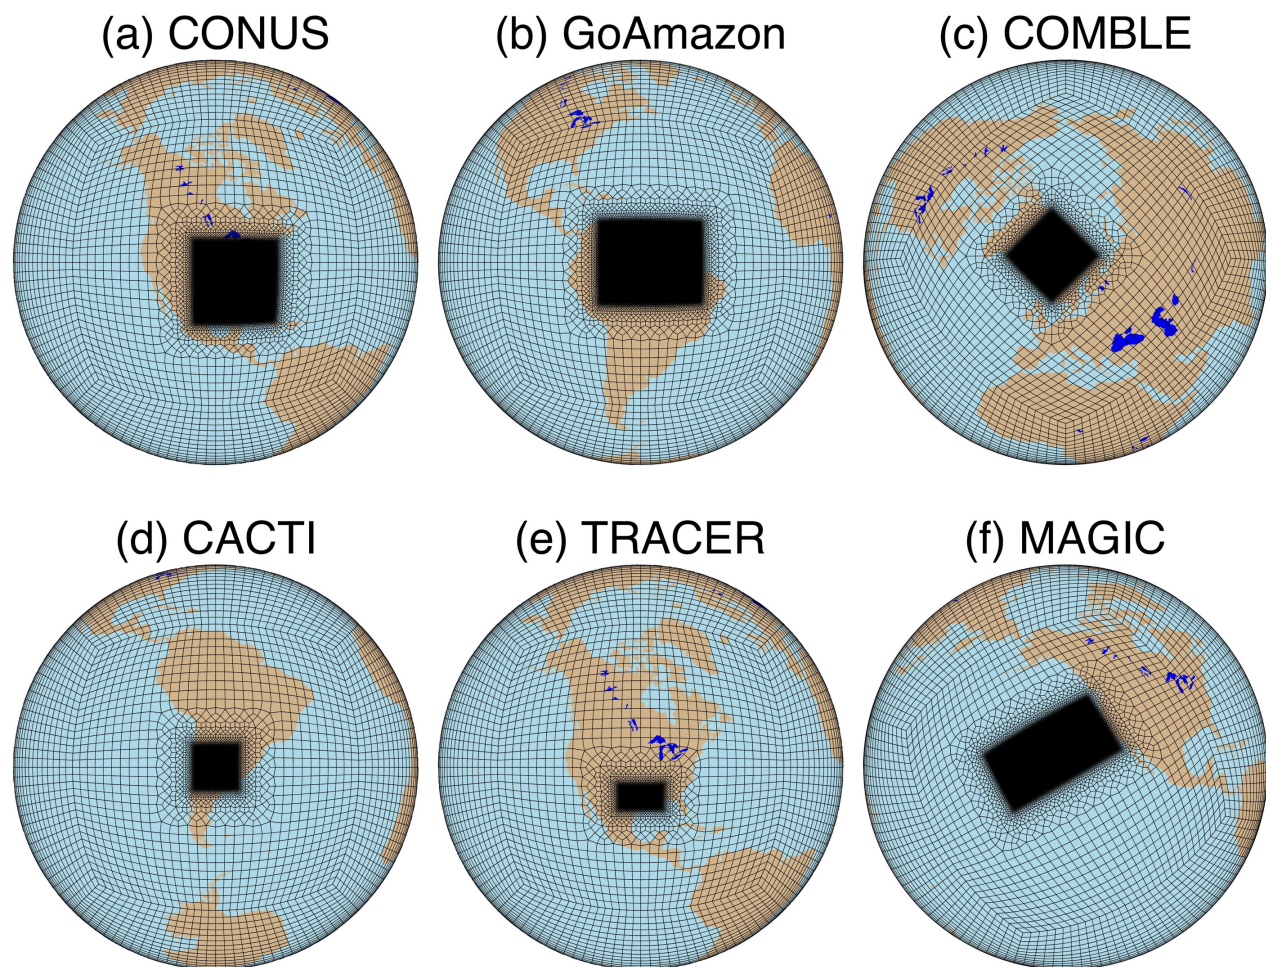 (a) CONUS
(b) GoAmazon
(c) COMBLE
(d) CACTI
(e) TRACER
(f) MAGIC